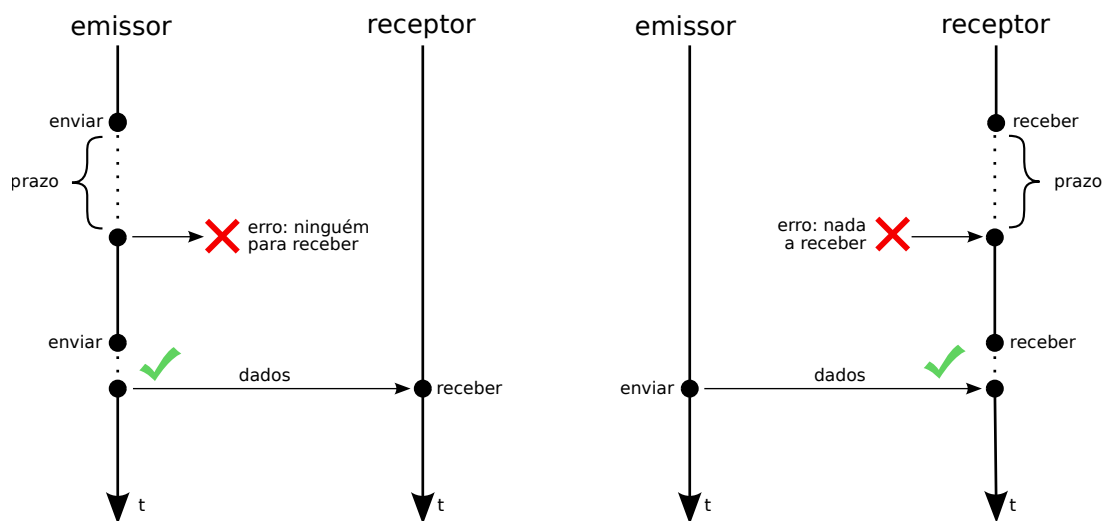 emissor
receptor
enviar
prazo
erro: ninguém
para receber
enviar
dados
receber
t
emissor
receptor
receber
prazo
erro: nada
a receber
receber
enviar
dados
t
t